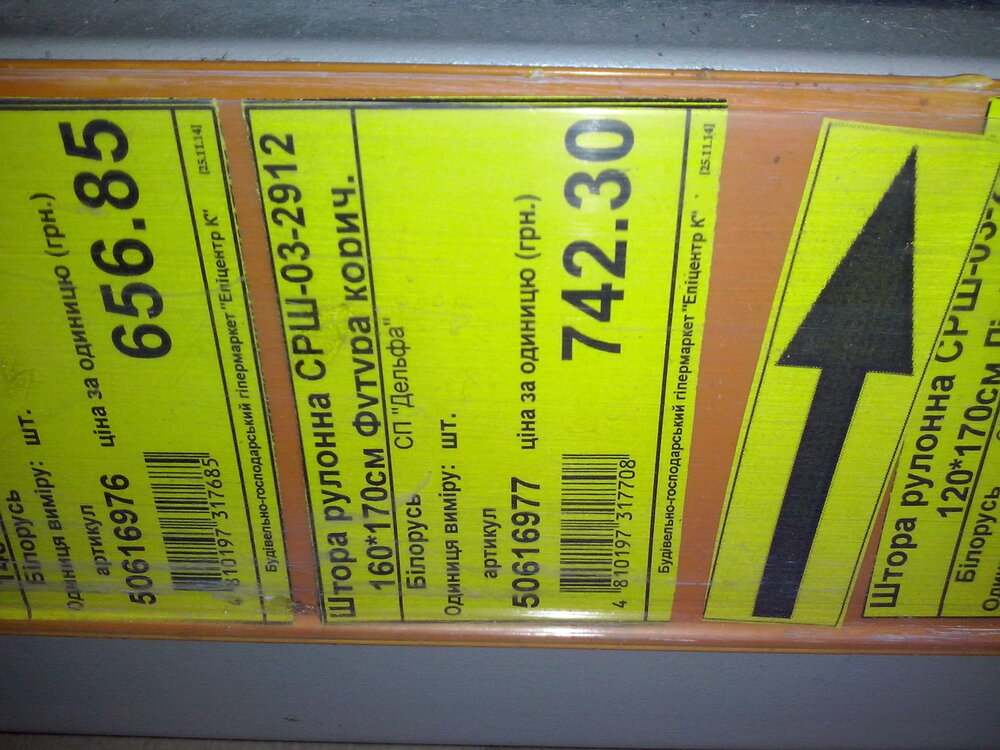 Білорусь
Одиниця виміру: шт.
артикул
50616976
ціна за одиницю (грн.)
656.85
4 810197 317685
Будівельно-господарський гіпермаркет "Епіцентр К"
[25.11.14]
Штора рулонна СРШ-03-2912
160*170см Футура корич.
Білорусь
СП "Дельфа"
Одиниця виміру: шт.
артикул
50616977
ціна за одиницю (грн.)
742.30
4 810197 317708
Будівельно-господарський гіпермаркет "Епіцентр К"
[25.11.14]
Штора рулонна СРШ-03-
120*170см
Білорусь